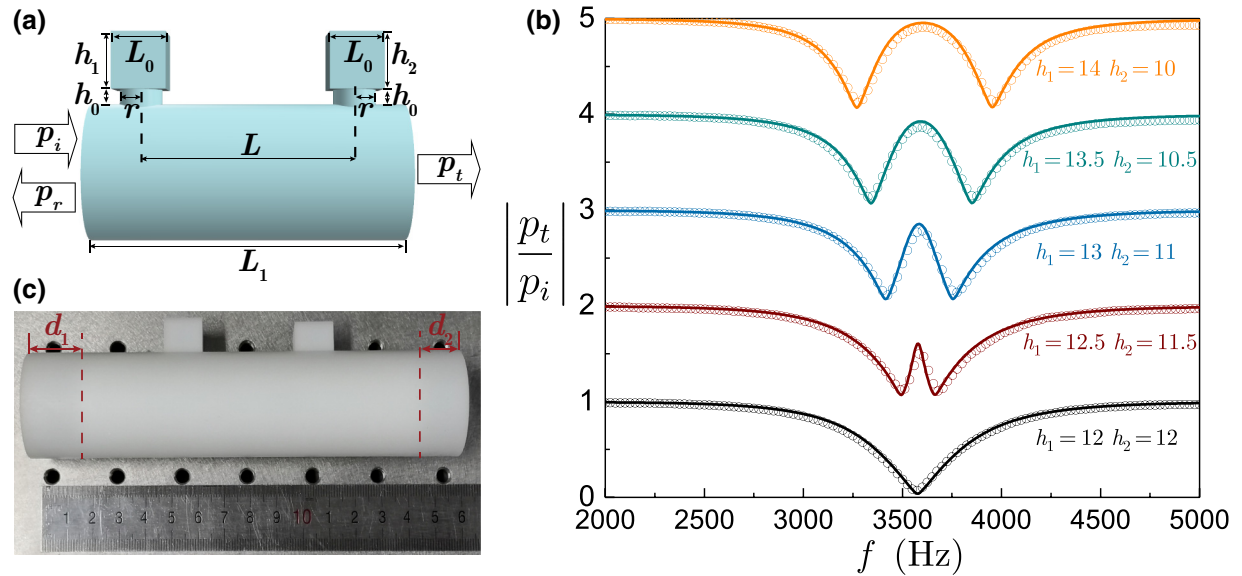 (a)
h₁ L₀ L₀ h₂
h₀ r r h₀
pᵢ
L
pₜ
pᵣ
L₁
(b)
5
4
3
2
1
0
|pₜ/pᵢ|
h₁ = 14 h₂ = 10
h₁ = 13.5 h₂ = 10.5
h₁ = 13 h₂ = 11
h₁ = 12.5 h₂ = 11.5
h₁ = 12 h₂ = 12
2000 2500 3000 3500 4000 4500 5000
f (Hz)
(c)
d₁ d₂
1 2 3 4 5 6 7 8 9 10 1 2 3 4 5 6